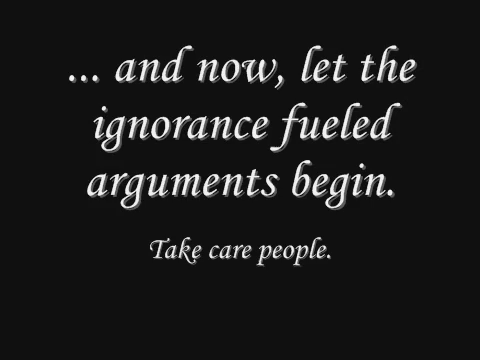 ... and now, let the
ignorance fueled
arguments begin.
Take care people.